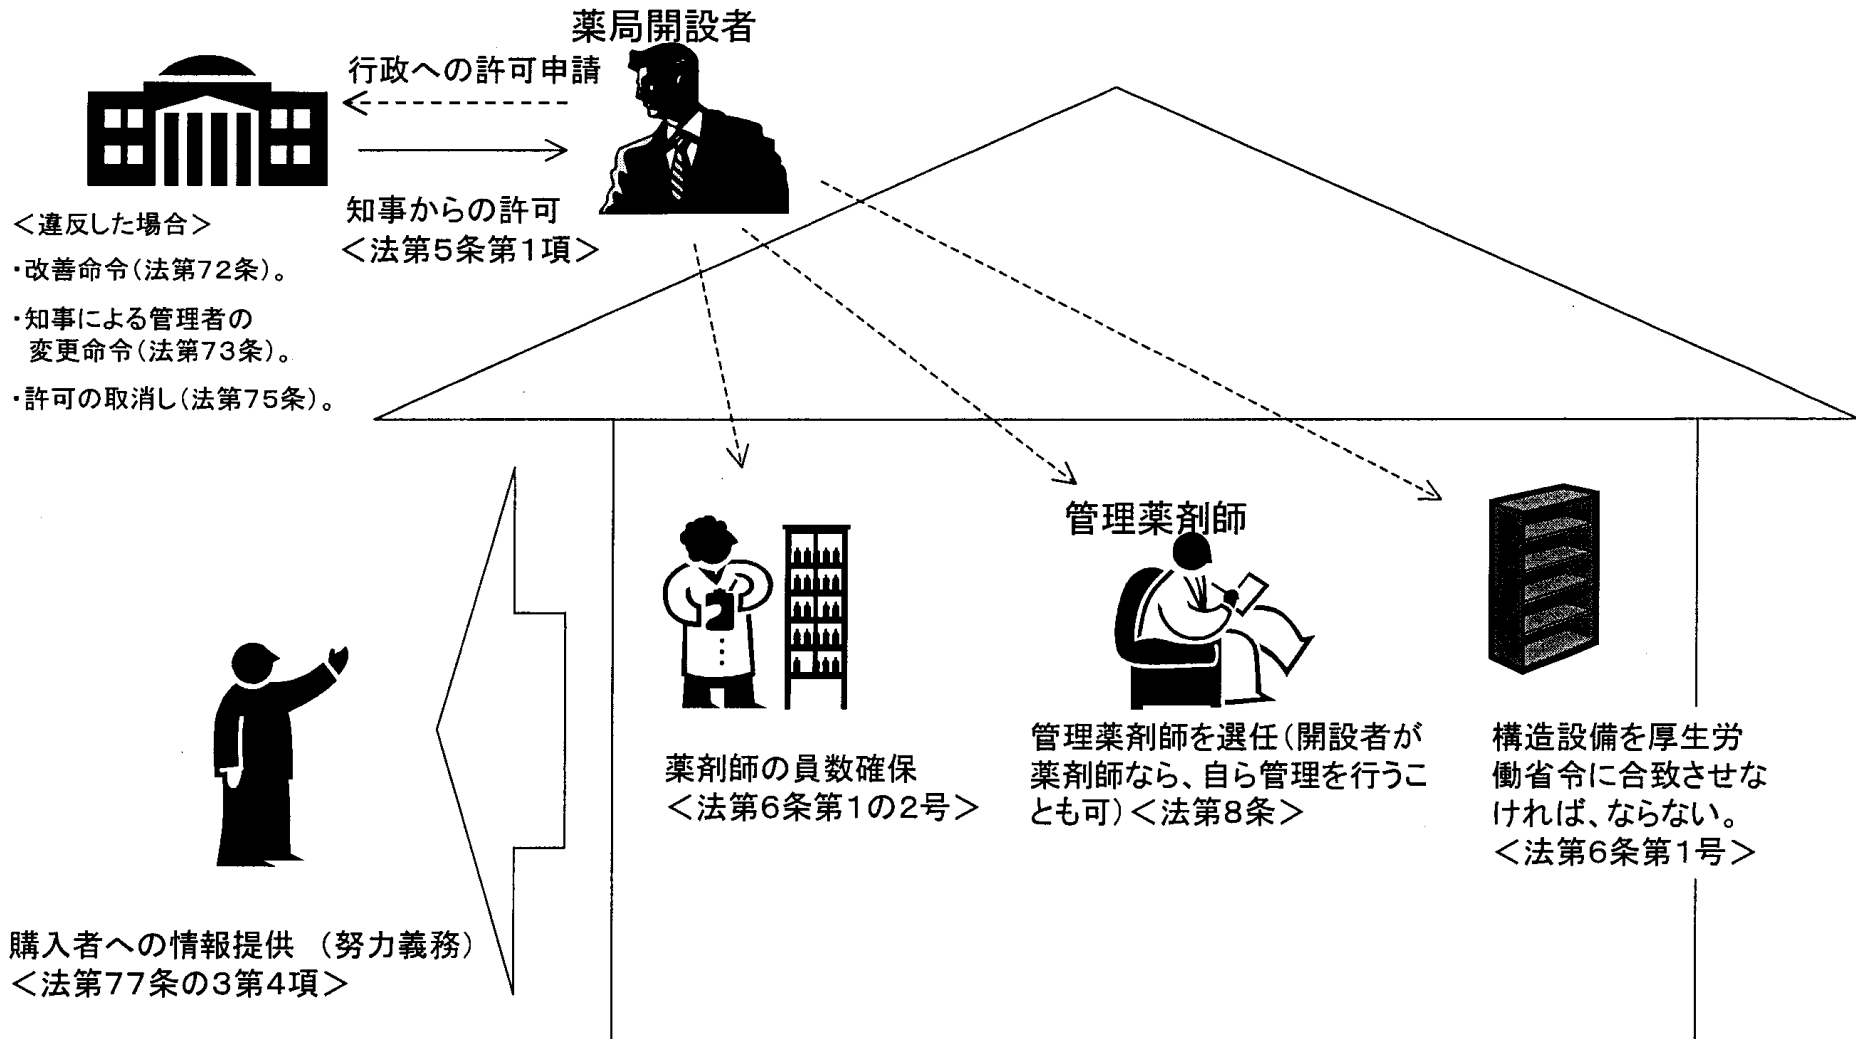 薬局開設者
行政への許可申請
知事からの許可
＜法第5条第1項＞
＜違反した場合＞
・改善命令（法第72条）。
・知事による管理者の
変更命令（法第73条）。
・許可の取消し（法第75条）。
管理薬剤師
薬剤師の員数確保
＜法第6条第1の2号＞
管理薬剤師を選任（開設者が
薬剤師なら、自ら管理を行うこ
とも可）＜法第8条＞
構造設備を厚生労
働省令に合致させな
ければ、ならない。
＜法第6条第1号＞
購入者への情報提供　（努力義務）
＜法第77条の3第4項＞